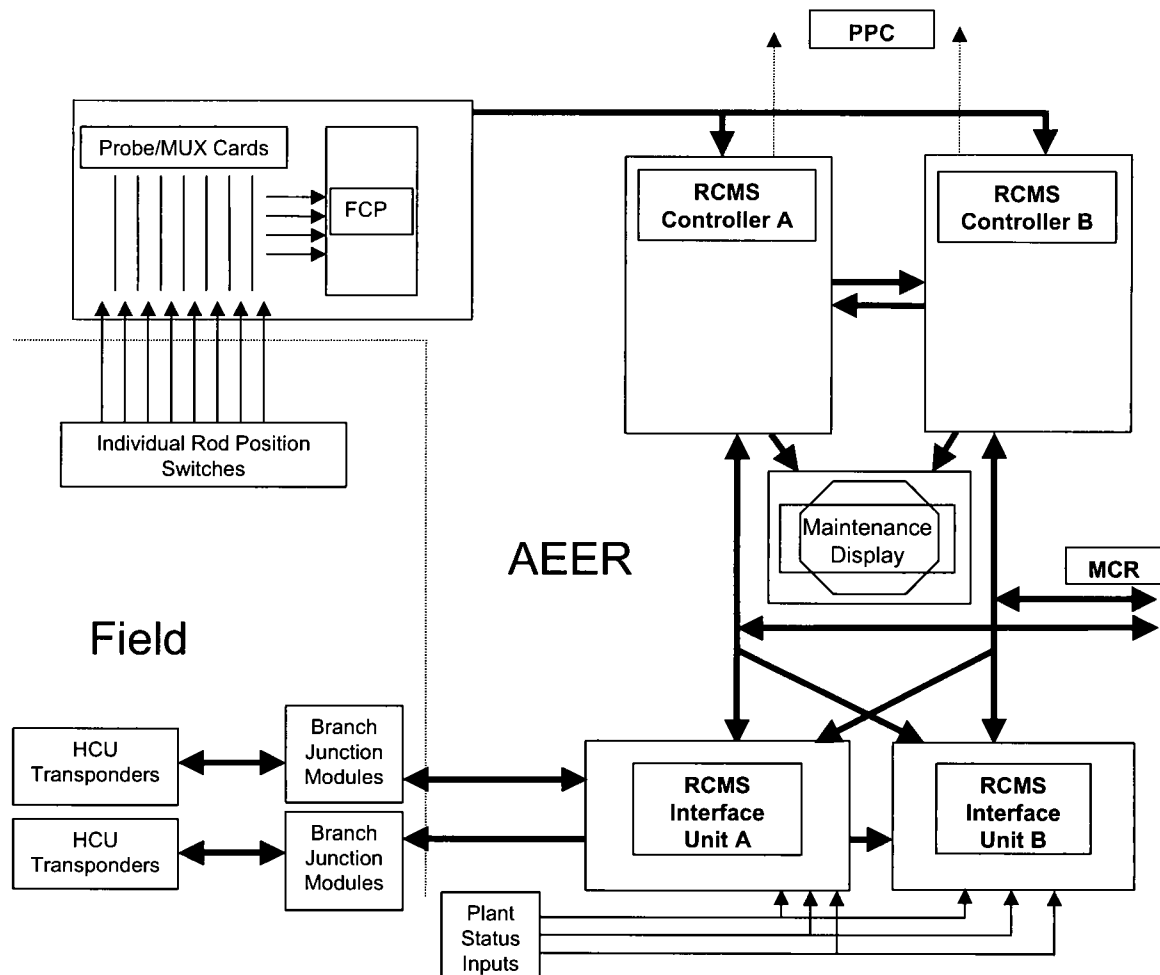 PPC
Probe/MUX Cards
FCP
RCMS
Controller A
RCMS
Controller B
Individual Rod Position
Switches
Maintenance
Display
AEER
MCR
Field
HCU
Transponders
Branch
Junction
Modules
RCMS
Interface
Unit A
RCMS
Interface
Unit B
HCU
Transponders
Branch
Junction
Modules
Plant
Status
Inputs